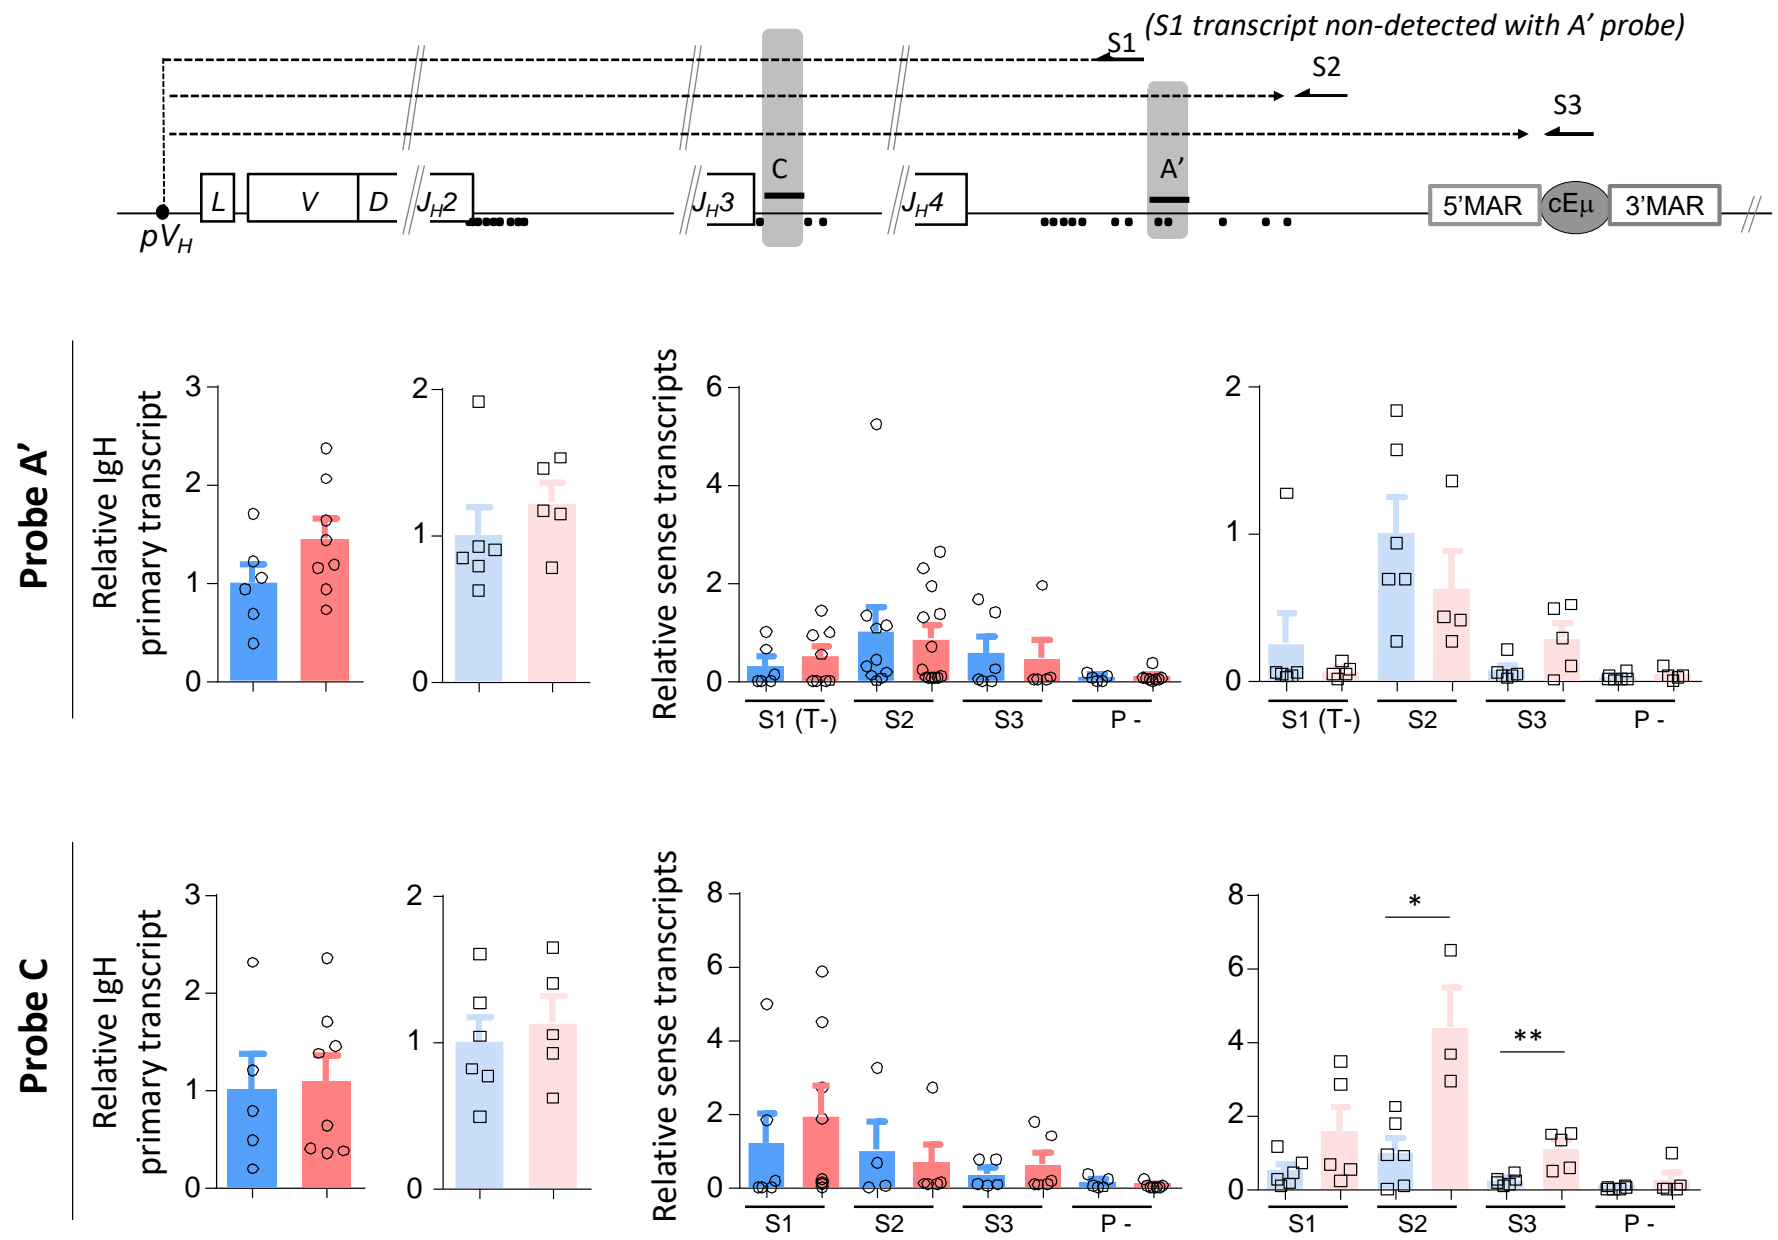 (S1 transcript non-detected with A’ probe)
S1
S2
S3
C
A’
L
V
D
JH2
JH3
JH4
5’MAR
cEμ
3’MAR
pVH
Probe A’
Relative IgH
primary transcript
3
2
1
0
2
1
0
Relative sense transcripts
6
4
2
0
S1 (T-)
S2
S3
P -
2
1
0
S1 (T-)
S2
S3
P -
Probe C
Relative IgH
primary transcript
3
2
1
0
2
1
0
Relative sense transcripts
8
6
4
2
0
S1
S2
S3
P -
8
6
4
2
0
*
**
S1
S2
S3
P -